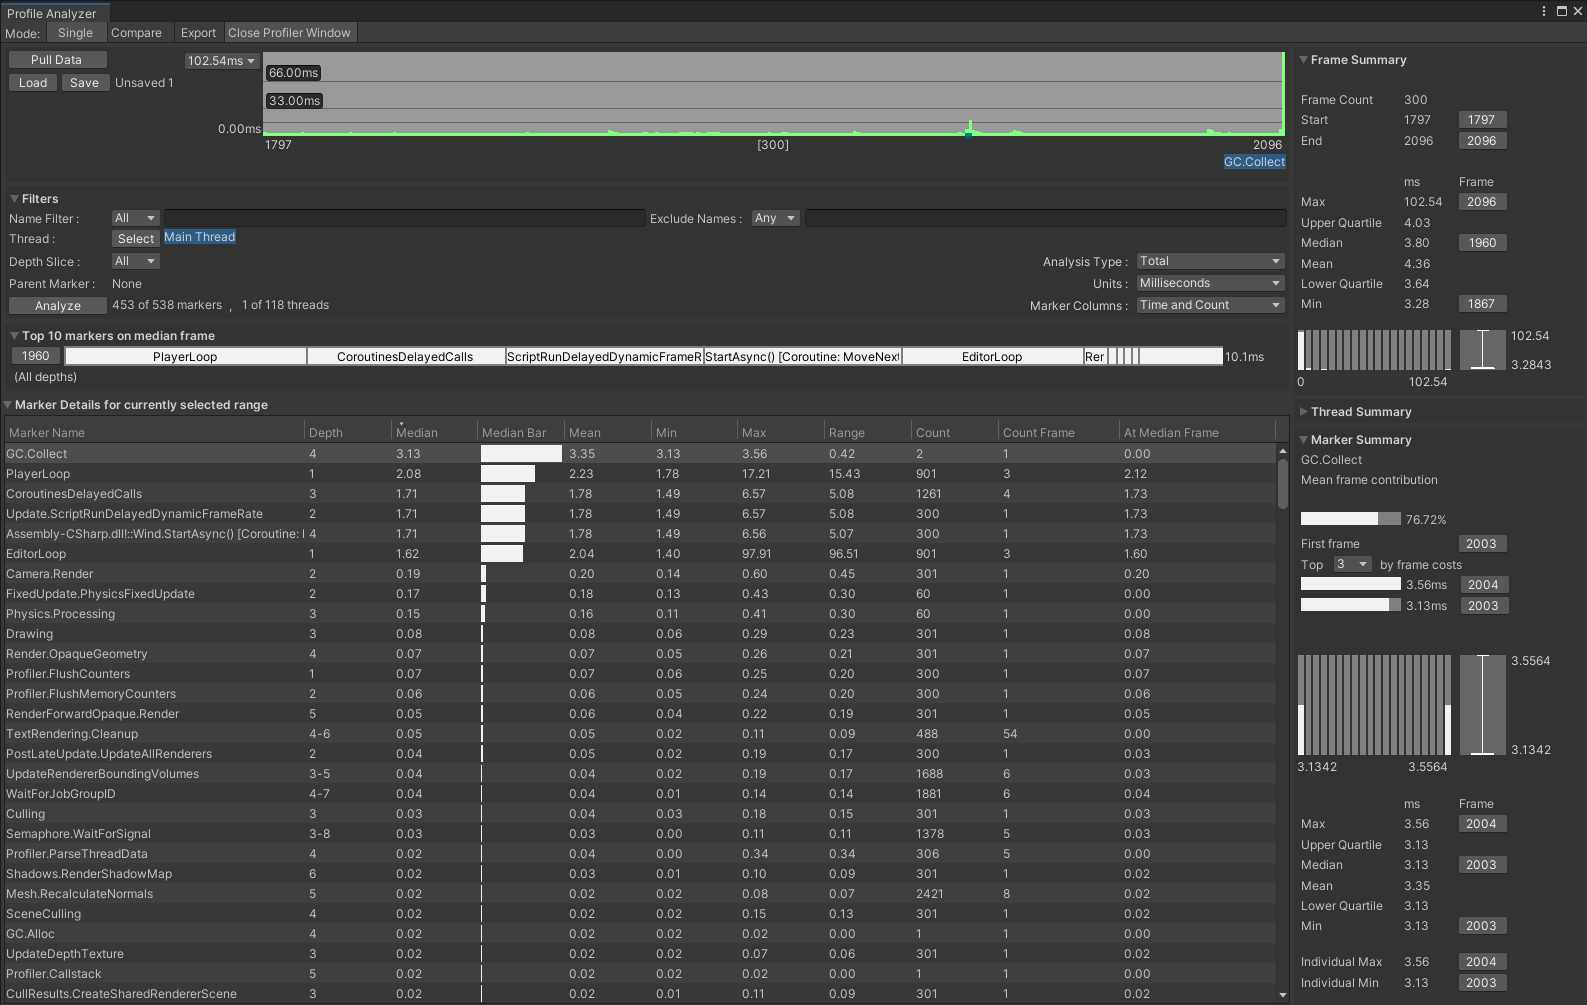 Profile Analyzer
Mode: Single Compare Export Close Profiler Window
Pull Data
Load Save Unsaved 1
102.54ms
66.00ms
33.00ms
0.00ms
1797 [300] 2096
GC.Collect
Filters
Name Filter : All Exclude Names : Any
Thread : Select Main Thread
Depth Slice : All Analysis Type : Total
Parent Marker : None Units : Milliseconds
Analyze 453 of 538 markers , 1 of 118 threads Marker Columns : Time and Count
Top 10 markers on median frame
1960 PlayerLoop CoroutinesDelayedCalls ScriptRunDelayedDynamicFrameR StartAsync() [Coroutine: MoveNext EditorLoop Rer 10.1ms
(All depths)
Marker Details for currently selected range
Marker Name Depth Median Median Bar Mean Min Max Range Count Count Frame At Median Frame
GC.Collect 4 3.13 3.35 3.13 3.56 0.42 2 1 0.00
PlayerLoop 1 2.08 2.23 1.78 17.21 15.43 901 3 2.12
CoroutinesDelayedCalls 3 1.71 1.78 1.49 6.57 5.08 1261 4 1.73
Update.ScriptRunDelayedDynamicFrameRate 2 1.71 1.78 1.49 6.57 5.08 300 1 1.73
Assembly-CSharp.dll!::Wind.StartAsync() [Coroutine: I 4 1.71 1.78 1.49 6.56 5.07 300 1 1.73
EditorLoop 1 1.62 2.04 1.40 97.91 96.51 901 3 1.60
Camera.Render 2 0.19 0.20 0.14 0.60 0.45 301 1 0.20
FixedUpdate.PhysicsFixedUpdate 2 0.17 0.18 0.13 0.43 0.30 60 1 0.00
Physics.Processing 3 0.15 0.16 0.11 0.41 0.30 60 1 0.00
Drawing 3 0.08 0.08 0.06 0.29 0.23 301 1 0.08
Render.OpaqueGeometry 4 0.07 0.07 0.05 0.26 0.21 301 1 0.07
Profiler.FlushCounters 1 0.07 0.07 0.06 0.25 0.20 300 1 0.07
Profiler.FlushMemoryCounters 2 0.06 0.06 0.05 0.24 0.20 300 1 0.06
RenderForwardOpaque.Render 5 0.05 0.06 0.04 0.22 0.19 301 1 0.05
TextRendering.Cleanup 4-6 0.05 0.05 0.02 0.11 0.09 488 54 0.00
PostLateUpdate.UpdateAllRenderers 2 0.04 0.05 0.02 0.19 0.17 300 1 0.03
UpdateRendererBoundingVolumes 3-5 0.04 0.04 0.02 0.19 0.17 1688 6 0.03
WaitForJobGroupID 4-7 0.04 0.04 0.01 0.14 0.14 1881 6 0.04
Culling 3 0.03 0.04 0.03 0.18 0.15 301 1 0.03
Semaphore.WaitForSignal 3-8 0.03 0.03 0.00 0.11 0.11 1378 5 0.03
Profiler.ParseThreadData 4 0.02 0.04 0.00 0.34 0.34 306 5 0.00
Shadows.RenderShadowMap 6 0.02 0.03 0.01 0.10 0.09 301 1 0.02
Mesh.RecalculateNormals 5 0.02 0.02 0.02 0.08 0.07 2421 8 0.02
SceneCulling 4 0.02 0.02 0.02 0.15 0.13 301 1 0.02
GC.Alloc 4 0.02 0.02 0.02 0.02 0.00 1 1 0.00
UpdateDepthTexture 3 0.02 0.02 0.02 0.07 0.06 301 1 0.02
Profiler.Callstack 5 0.02 0.02 0.02 0.02 0.00 1 1 0.00
CullResults.CreateSharedRendererScene 3 0.02 0.02 0.01 0.11 0.09 301 1 0.02
Frame Summary
Frame Count 300
Start 1797 1797
End 2096 2096
ms Frame
Max 102.54 2096
Upper Quartile 4.03
Median 3.80 1960
Mean 4.36
Lower Quartile 3.64
Min 3.28 1867
102.54
3.2843
0 102.54
Thread Summary
Marker Summary
GC.Collect
Mean frame contribution
76.72%
First frame 2003
Top 3 by frame costs
3.56ms 2004
3.13ms 2003
3.5564
3.1342
3.1342 3.5564
ms Frame
Max 3.56 2004
Upper Quartile 3.13
Median 3.13 2003
Mean 3.35
Lower Quartile 3.13
Min 3.13 2003
Individual Max 3.56 2004
Individual Min 3.13 2003